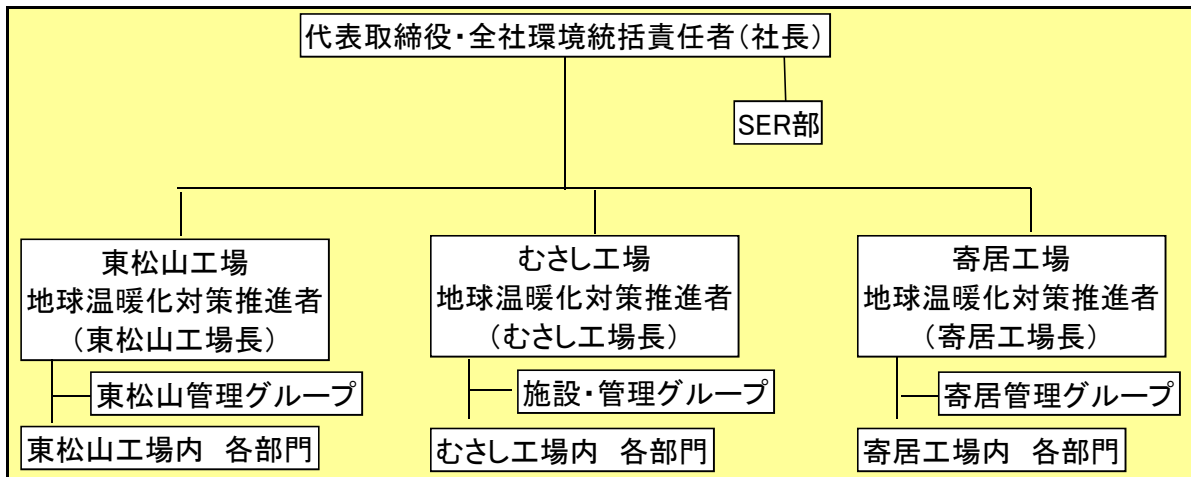 代表取締役・全社環境統括責任者(社長)
SER部
東松山工場
地球温暖化対策推進者
(東松山工場長)
東松山管理グループ
東松山工場内 各部門
むさし工場
地球温暖化対策推進者
(むさし工場長)
施設・管理グループ
むさし工場内 各部門
寄居工場
地球温暖化対策推進者
(寄居工場長)
寄居管理グループ
寄居工場内 各部門